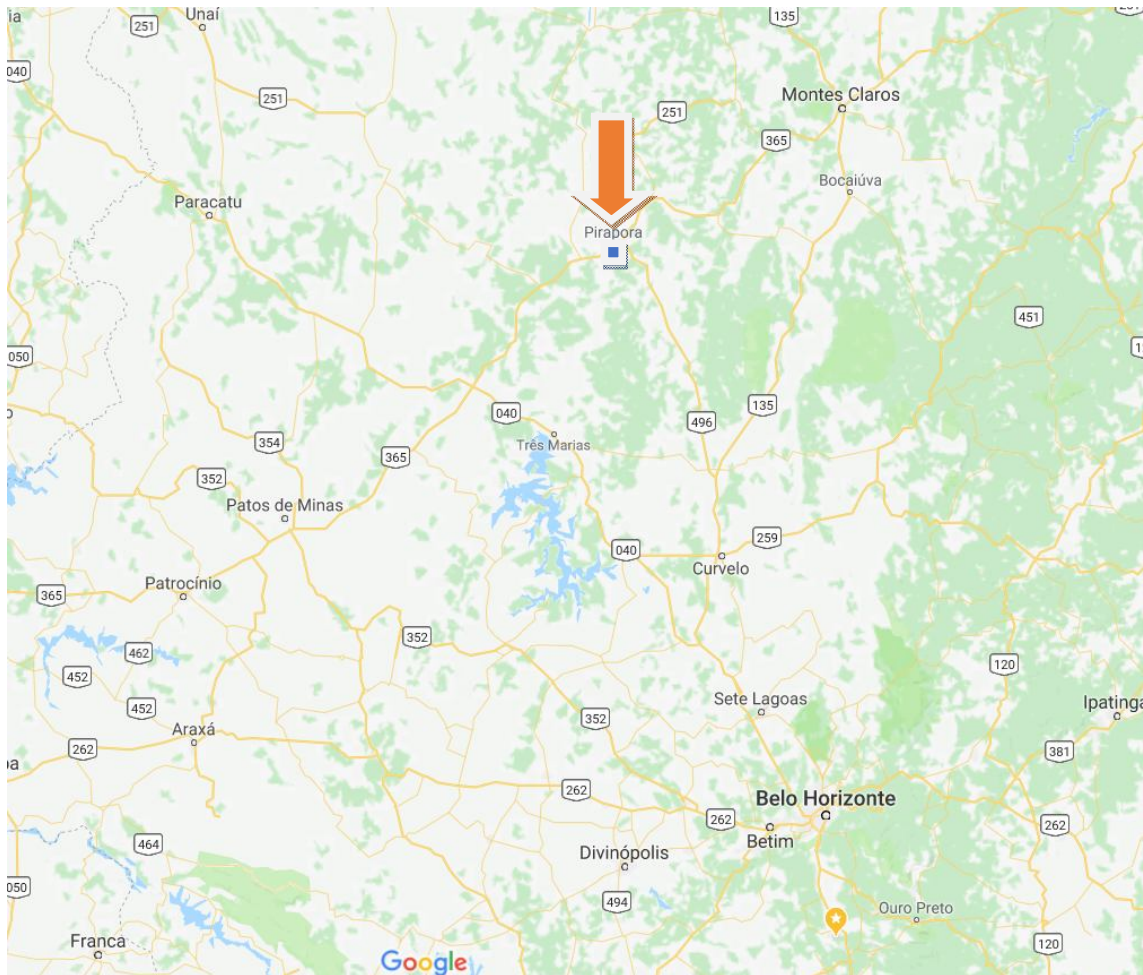 ia
Unaí
251
135
040
251
Montes Claros
251
365
Bocaiúva
Paracatu
Pirapora
451
050
040
135
496
354
Três Marias
365
352
Patos de Minas
259
040
Curvelo
Patrocínio
365
352
462
120
452
Sete Lagoas
Ipatinga
452
352
Araxá
262
381
262
Belo Horizonte
262
262
Betim
464
Divinópolis
050
494
Ouro Preto
Franca
120
Google